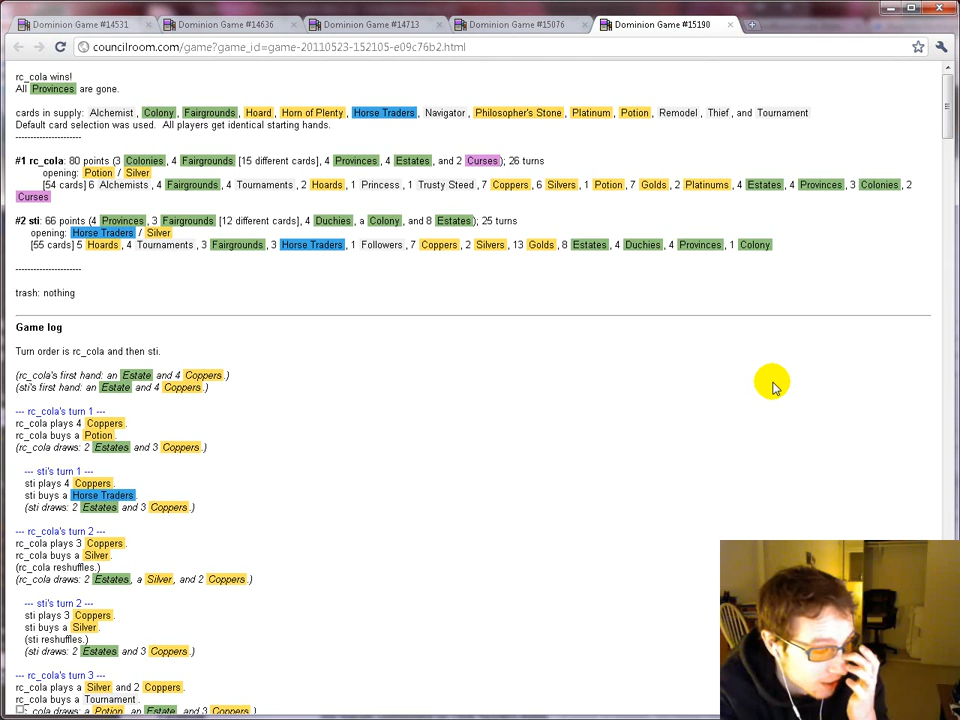 Dominion Game #14531
Dominion Game #14636
Dominion Game #14713
Dominion Game #15076
Dominion Game #15190
councilroom.com/game?game_id=game-20110523-152105-e09c76b2.html
rc_cola wins!
All Provinces are gone.
cards in supply: Alchemist, Colony, Fairgrounds, Hoard, Horn of Plenty, Horse Traders, Navigator, Philosopher's Stone, Platinum, Potion, Remodel, Thief, and Tournament
Default card selection was used. All players get identical starting hands.
----------------------
#1 rc_cola: 80 points (3 Colonies, 4 Fairgrounds [15 different cards], 4 Provinces, 4 Estates, and 2 Curses); 26 turns
opening: Potion / Silver
[54 cards] 6 Alchemists, 4 Fairgrounds, 4 Tournaments, 2 Hoards, 1 Princess, 1 Trusty Steed, 7 Coppers, 6 Silvers, 1 Potion, 7 Golds, 2 Platinums, 4 Estates, 4 Provinces, 3 Colonies, 2
Curses
#2 sti: 66 points (4 Provinces, 3 Fairgrounds [12 different cards], 4 Duchies, a Colony, and 8 Estates); 25 turns
opening: Horse Traders / Silver
[55 cards] 5 Hoards, 4 Tournaments, 3 Fairgrounds, 3 Horse Traders, 1 Followers, 7 Coppers, 2 Silvers, 13 Golds, 8 Estates, 4 Duchies, 4 Provinces, 1 Colony
----------------------
trash: nothing
Game log
Turn order is rc_cola and then sti.
(rc_cola's first hand: an Estate and 4 Coppers.)
(sti's first hand: an Estate and 4 Coppers.)
--- rc_cola's turn 1 ---
rc_cola plays 4 Coppers.
rc_cola buys a Potion.
(rc_cola draws: 2 Estates and 3 Coppers.)
--- sti's turn 1 ---
sti plays 4 Coppers.
sti buys a Horse Traders.
(sti draws: 2 Estates and 3 Coppers.)
--- rc_cola's turn 2 ---
rc_cola plays 3 Coppers.
rc_cola buys a Silver.
(rc_cola reshuffles.)
(rc_cola draws: 2 Estates, a Silver, and 2 Coppers.)
--- sti's turn 2 ---
sti plays 3 Coppers.
sti buys a Silver.
(sti reshuffles.)
(sti draws: 2 Estates and 3 Coppers.)
--- rc_cola's turn 3 ---
rc_cola plays a Silver and 2 Coppers.
rc_cola buys a Tournament.
rc_cola draws: a Potion, an Estate, and 3 Coppers.)